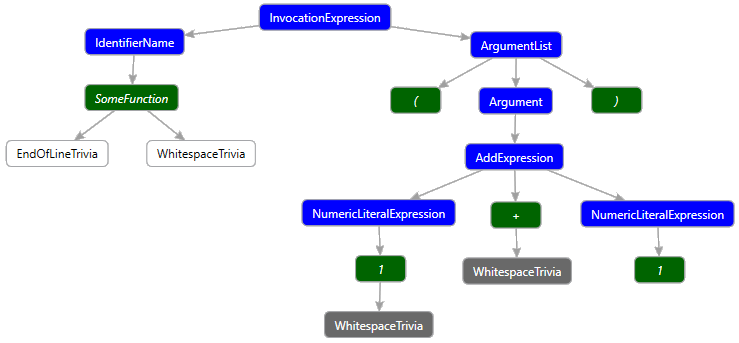 InvocationExpression
IdentifierName
ArgumentList
SomeFunction
(
Argument
)
EndOfLineTrivia
WhitespaceTrivia
AddExpression
NumericLiteralExpression
+
NumericLiteralExpression
1
WhitespaceTrivia
1
WhitespaceTrivia